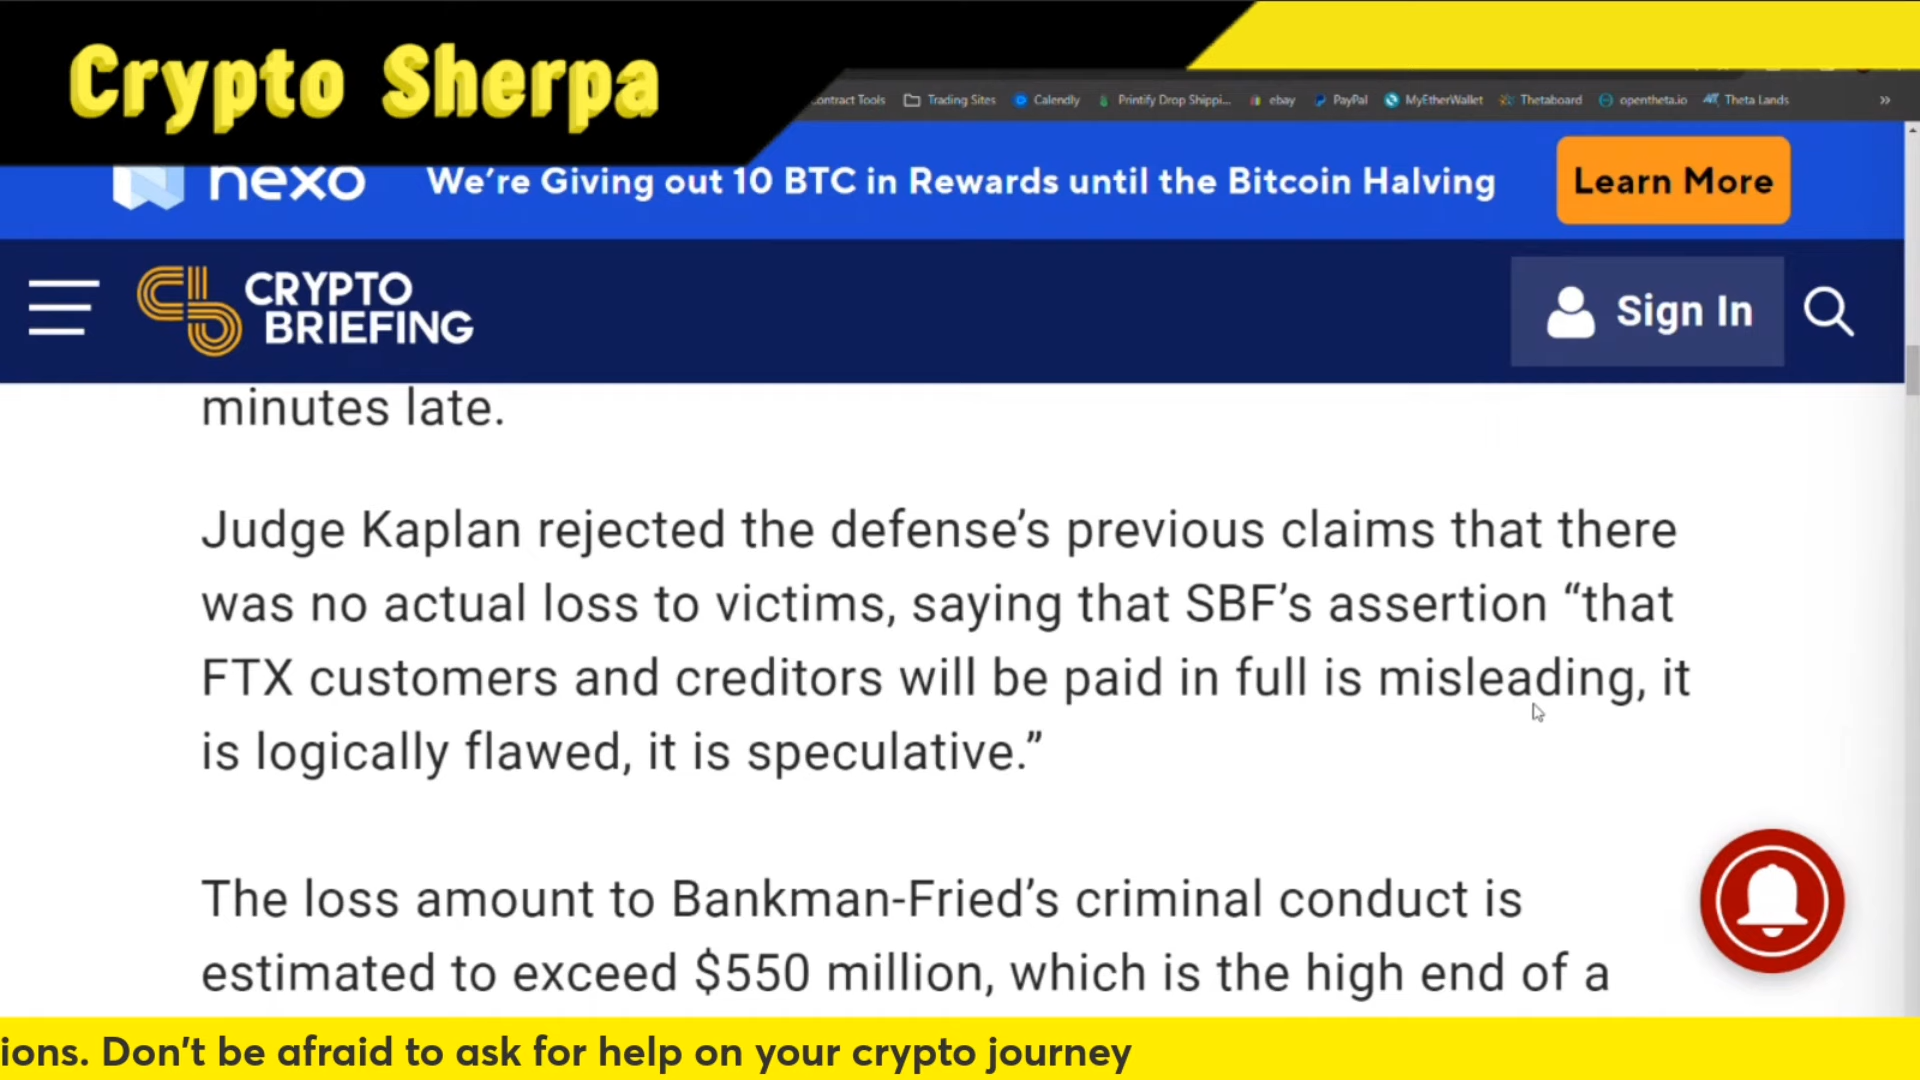 Crypto Sherpa
ontract Tools Trading Sites Calendly Printify Drop Shippi... ebay PayPal MyEtherWallet Thetaboard opentheta.io Theta Lands »
nexo We're Giving out 10 BTC in Rewards until the Bitcoin Halving Learn More
CRYPTO
BRIEFING
Sign In
minutes late.
Judge Kaplan rejected the defense’s previous claims that there
was no actual loss to victims, saying that SBF’s assertion “that
FTX customers and creditors will be paid in full is misleading, it
is logically flawed, it is speculative.”
The loss amount to Bankman-Fried’s criminal conduct is
estimated to exceed $550 million, which is the high end of a
ions. Don't be afraid to ask for help on your crypto journey